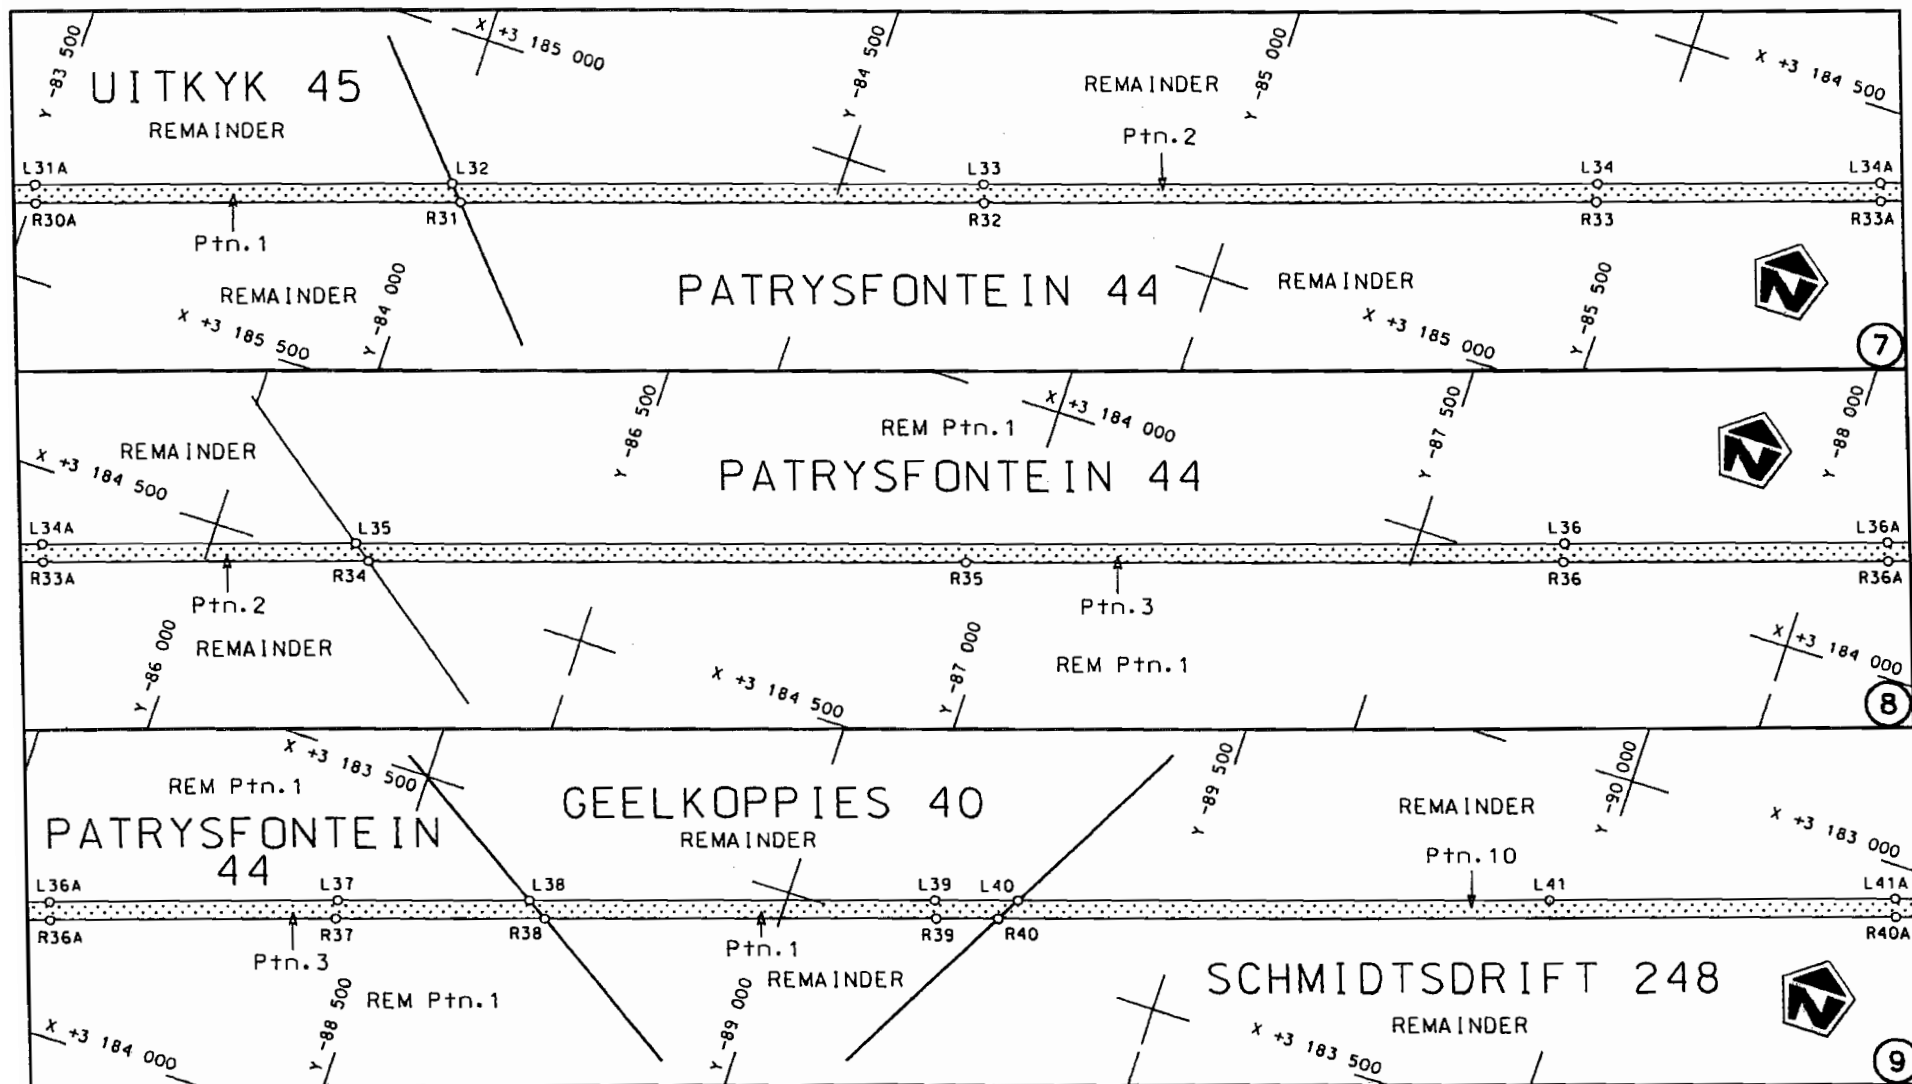 Y -83 500
X +3 185 000
Y -84 500
Y -85 000
X +3 184 500
UITKYK 45
REMAINDER
REMAINDER
Ptn.2
L31A
L32
L33
L34
L34A
R30A
R31
R32
R33
R33A
Ptn.1
REMAINDER
PATRYSFONTEIN 44
REMAINDER
X +3 185 500
Y -84 000
X +3 185 000
Y -85 500
N
7
Y -86 500
X +3 184 000
Y -87 500
Y -88 000
REMAINDER
REM Ptn.1
X +3 184 500
PATRYSFONTEIN 44
N
L34A
L35
L36
L36A
R33A
R34
R35
R36
R36A
Ptn.2
Ptn.3
REMAINDER
REM Ptn.1
Y -86 000
X +3 184 500
Y -87 000
X +3 184 000
8
X +3 183 500
Y -89 500
Y -90 000
X +3 183 000
REM Ptn.1
PATRYSFONTEIN
44
GEELKOPPIES 40
REMAINDER
REMAINDER
Ptn.10
L36A
L37
L38
L39
L40
L41
L41A
R36A
R37
R38
R39
R40
R40A
Ptn.3
Ptn.1
REM Ptn.1
REMAINDER
SCHMIDTSDRIFT 248
REMAINDER
X +3 184 000
Y -88 500
Y -89 000
X +3 183 500
N
9